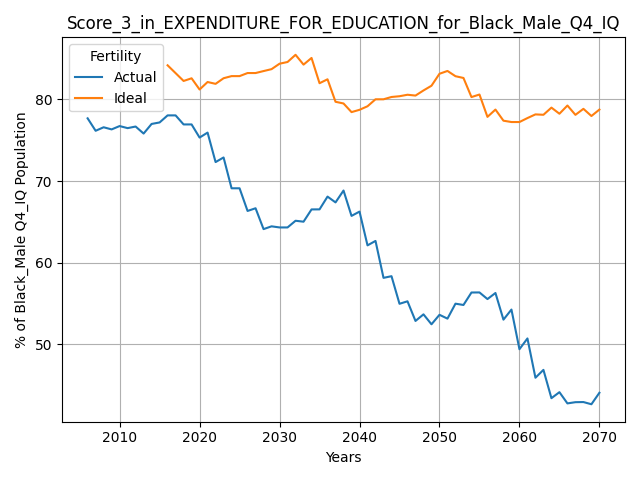 Score_3_in_EXPENDITURE_FOR_EDUCATION_for_Black_Male_Q4_IQ
Fertility
Actual
Ideal
% of Black_Male Q4_IQ Population
80
70
60
50
2010 2020 2030 2040 2050 2060 2070
Years